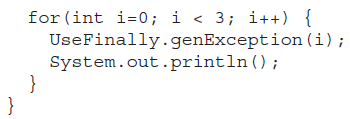 for(int i=0; i < 3; i++) {
UseFinally.genException(i);
System.out.println();
}
}